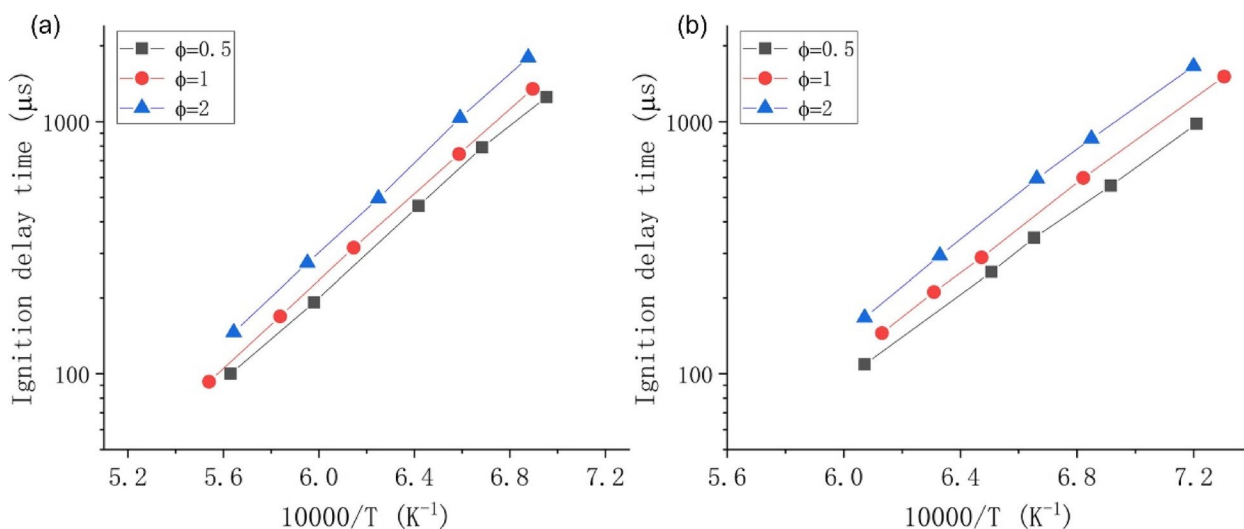 (a)
ϕ=0.5
ϕ=1
ϕ=2
1000
100
Ignition delay time (μs)
5.2 5.6 6.0 6.4 6.8 7.2
10000/T (K⁻¹)
(b)
ϕ=0.5
ϕ=1
ϕ=2
1000
100
Ignition delay time (μs)
5.6 6.0 6.4 6.8 7.2
10000/T (K⁻¹)